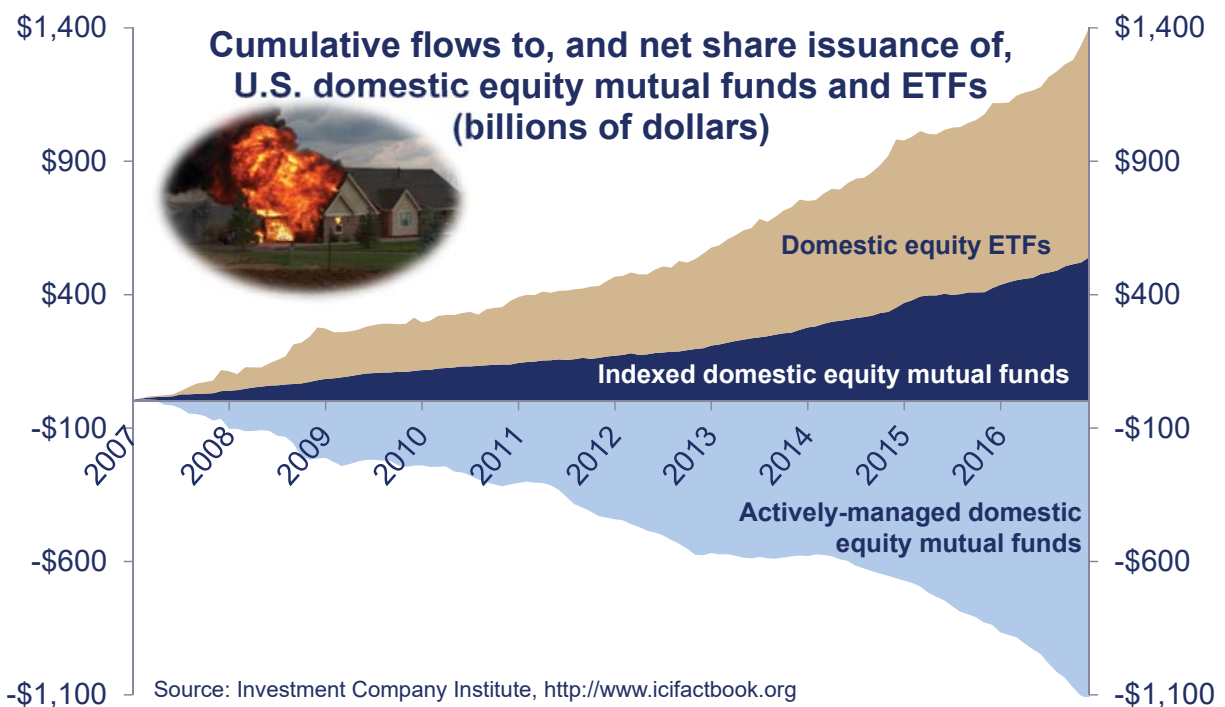 Cumulative flows to, and net share issuance of,
U.S. domestic equity mutual funds and ETFs
(billions of dollars)
$1,400
$900
$400
-$100
-$600
-$1,100
$1,400
$900
$400
-$100
-$600
-$1,100
Domestic equity ETFs
Indexed domestic equity mutual funds
2007
2008
2009
2010
2011
2012
2013
2014
2015
2016
Actively-managed domestic
equity mutual funds
Source: Investment Company Institute, http://www.icifactbook.org